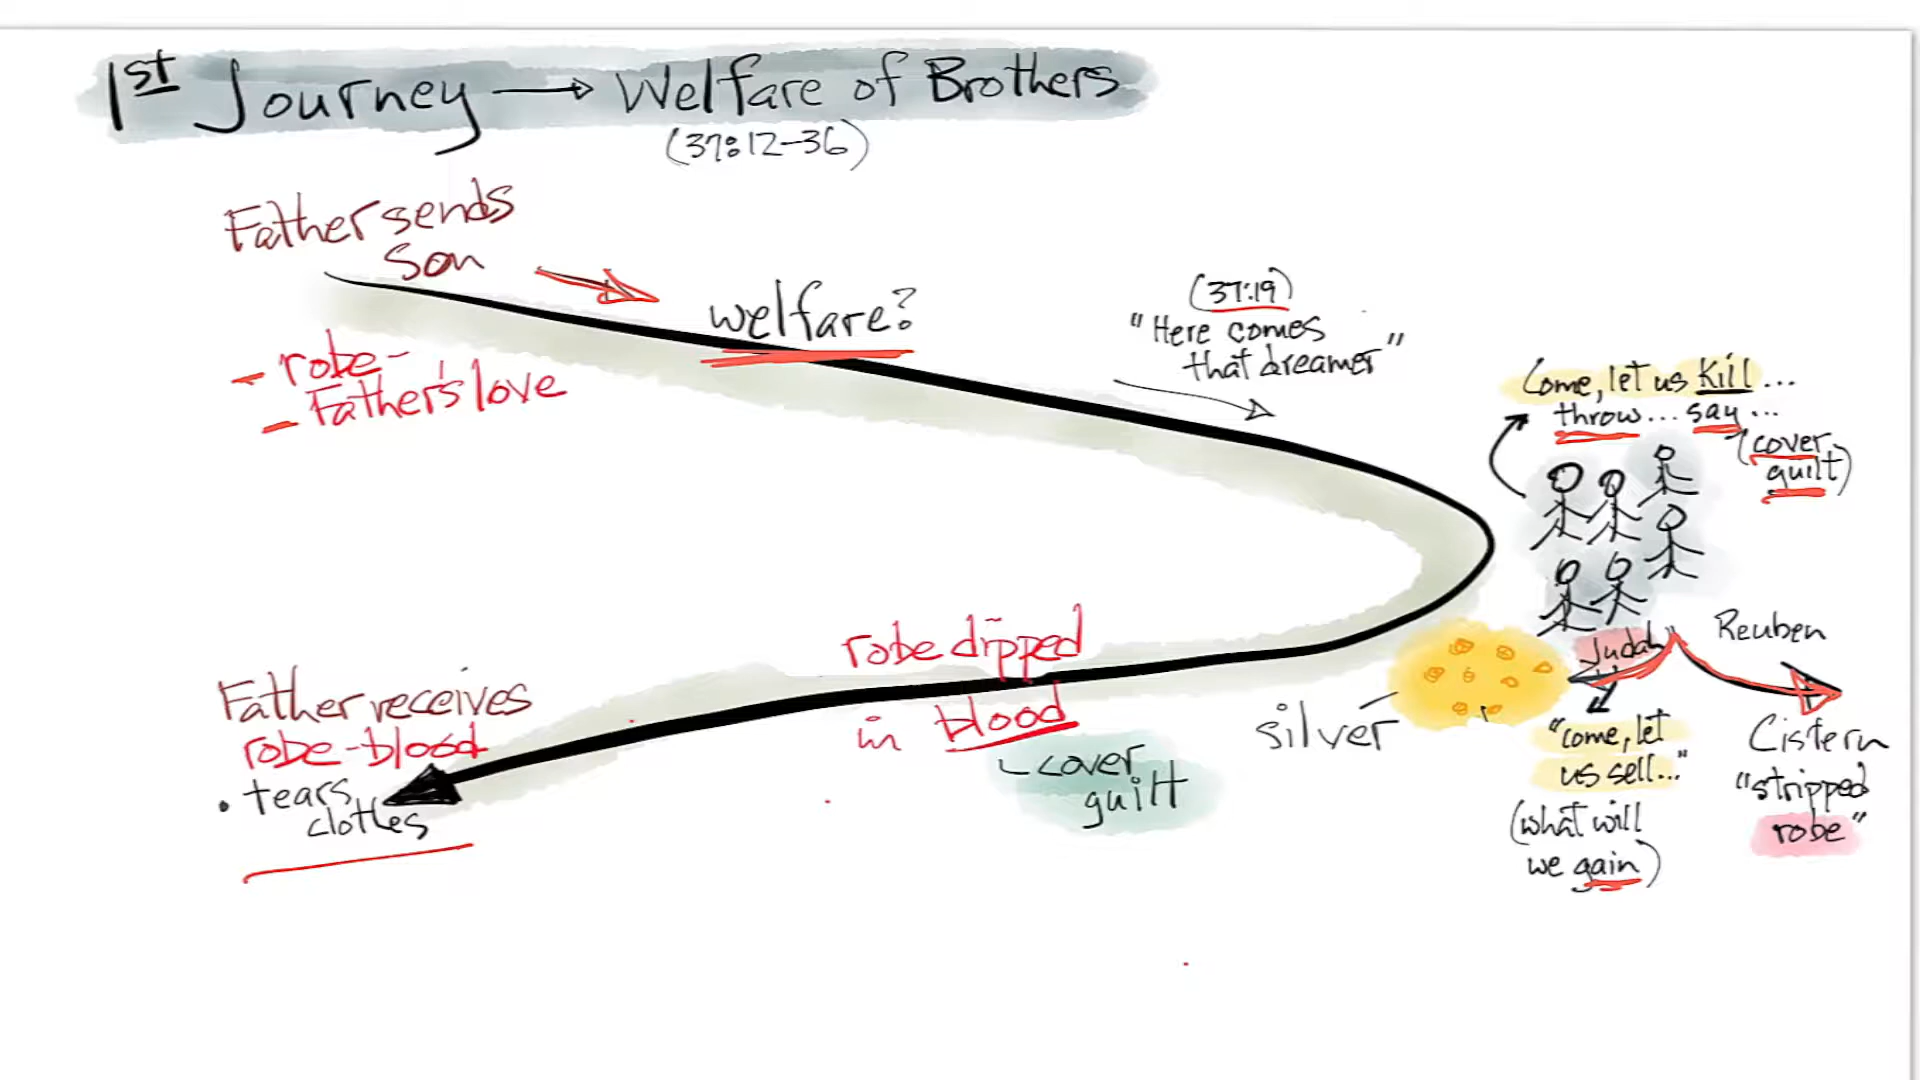 1st Journey → Welfare of Brothers
(37:12-36)
Father sends
son
welfare?
- robe-
- Father's love
(37:19)
"Here comes
that dreamer"
Come, let us Kill...
throw... say...
(cover
guilt)
Judah
Reuben
"come, let
us sell..."
(what will
we gain)
Cistern
"stripped
robe"
silver
robe dipped
in blood
cover
guilt
Father receives
robe-blood
• tears
clothes